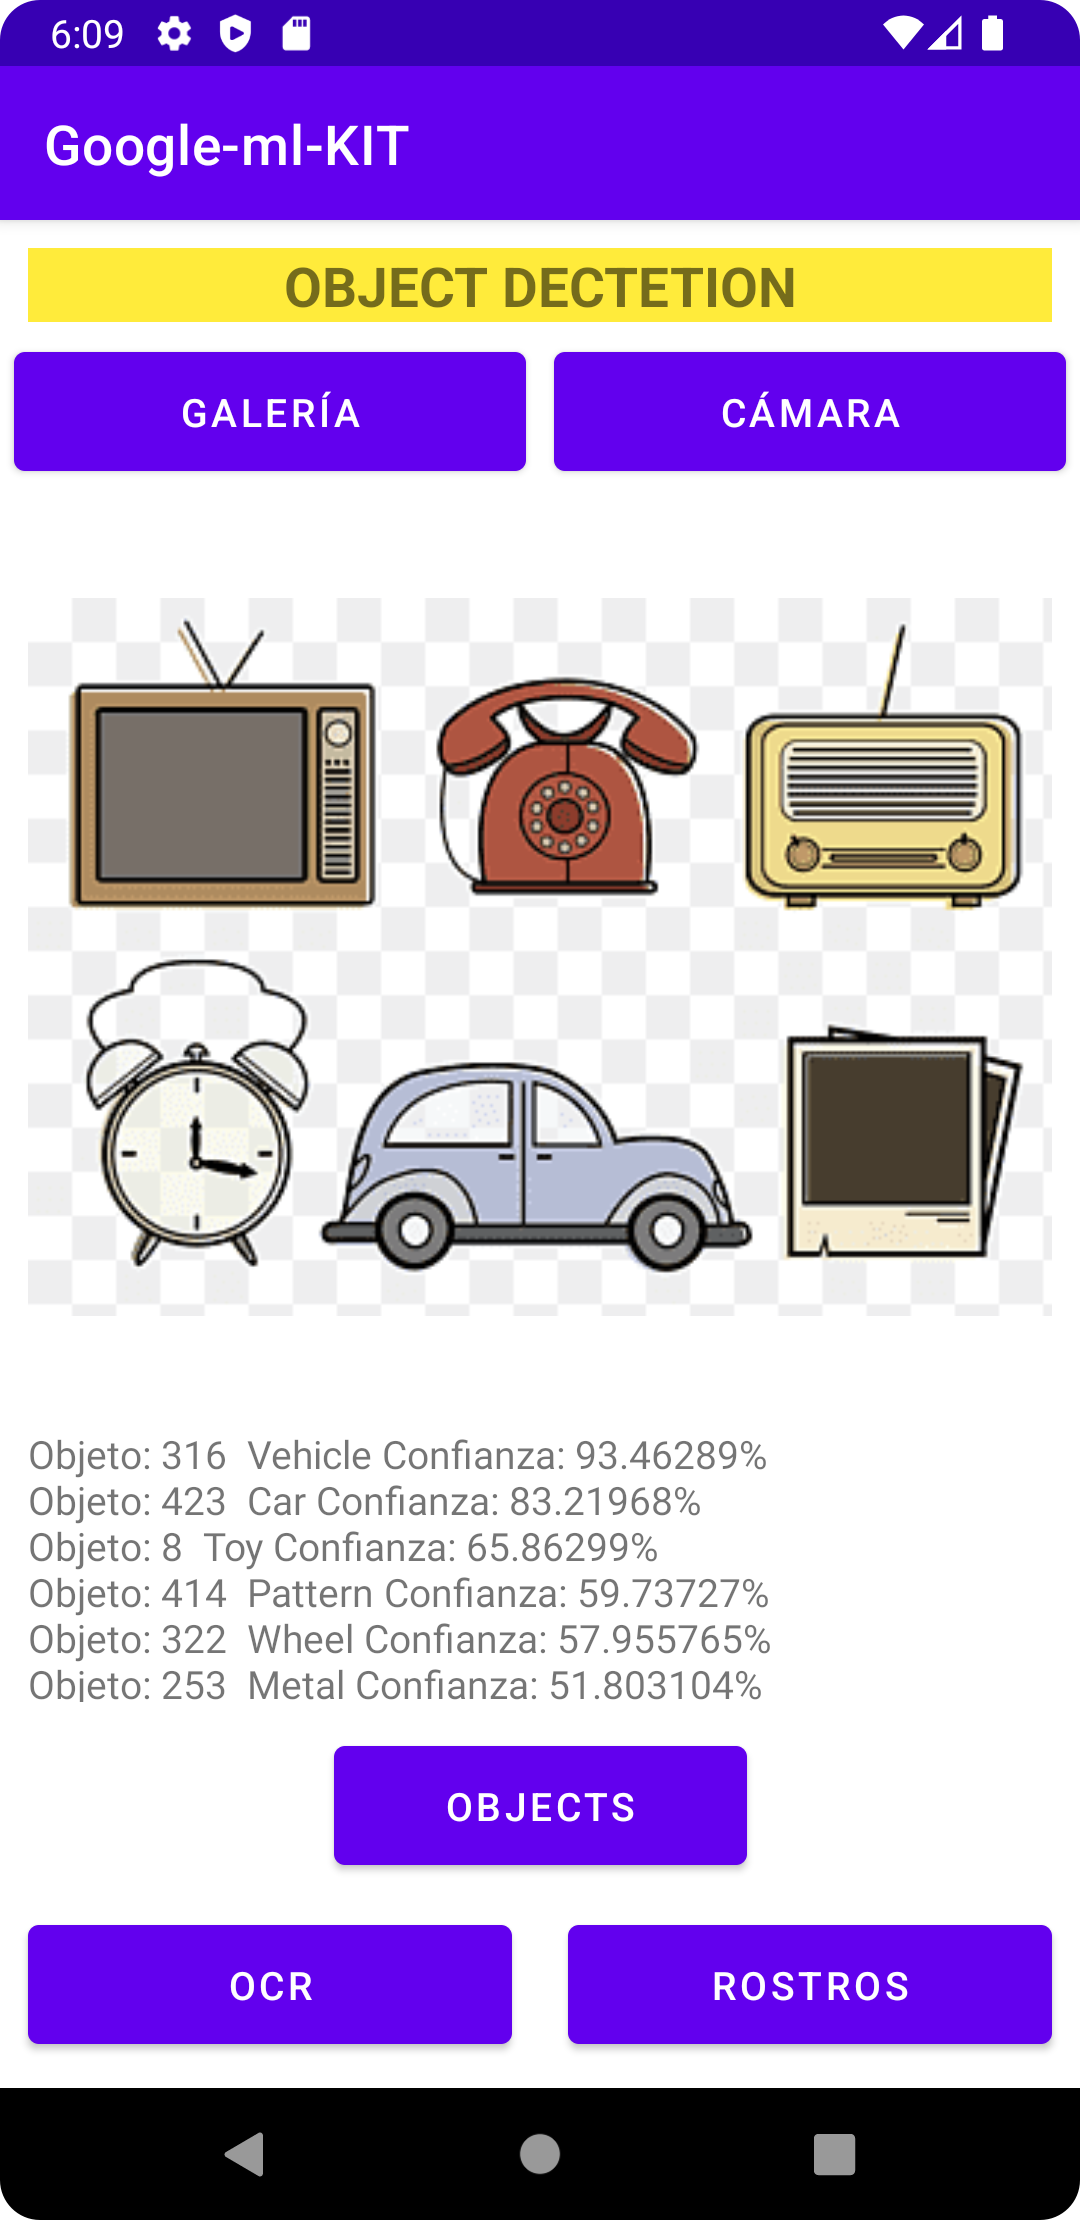 6:09
Google-ml-KIT
OBJECT DECTETION
GALERÍA
CÁMARA
Objeto: 316  Vehicle Confianza: 93.46289%
Objeto: 423  Car Confianza: 83.21968%
Objeto: 8  Toy Confianza: 65.86299%
Objeto: 414  Pattern Confianza: 59.73727%
Objeto: 322  Wheel Confianza: 57.955765%
Objeto: 253  Metal Confianza: 51.803104%
OBJECTS
OCR
ROSTROS